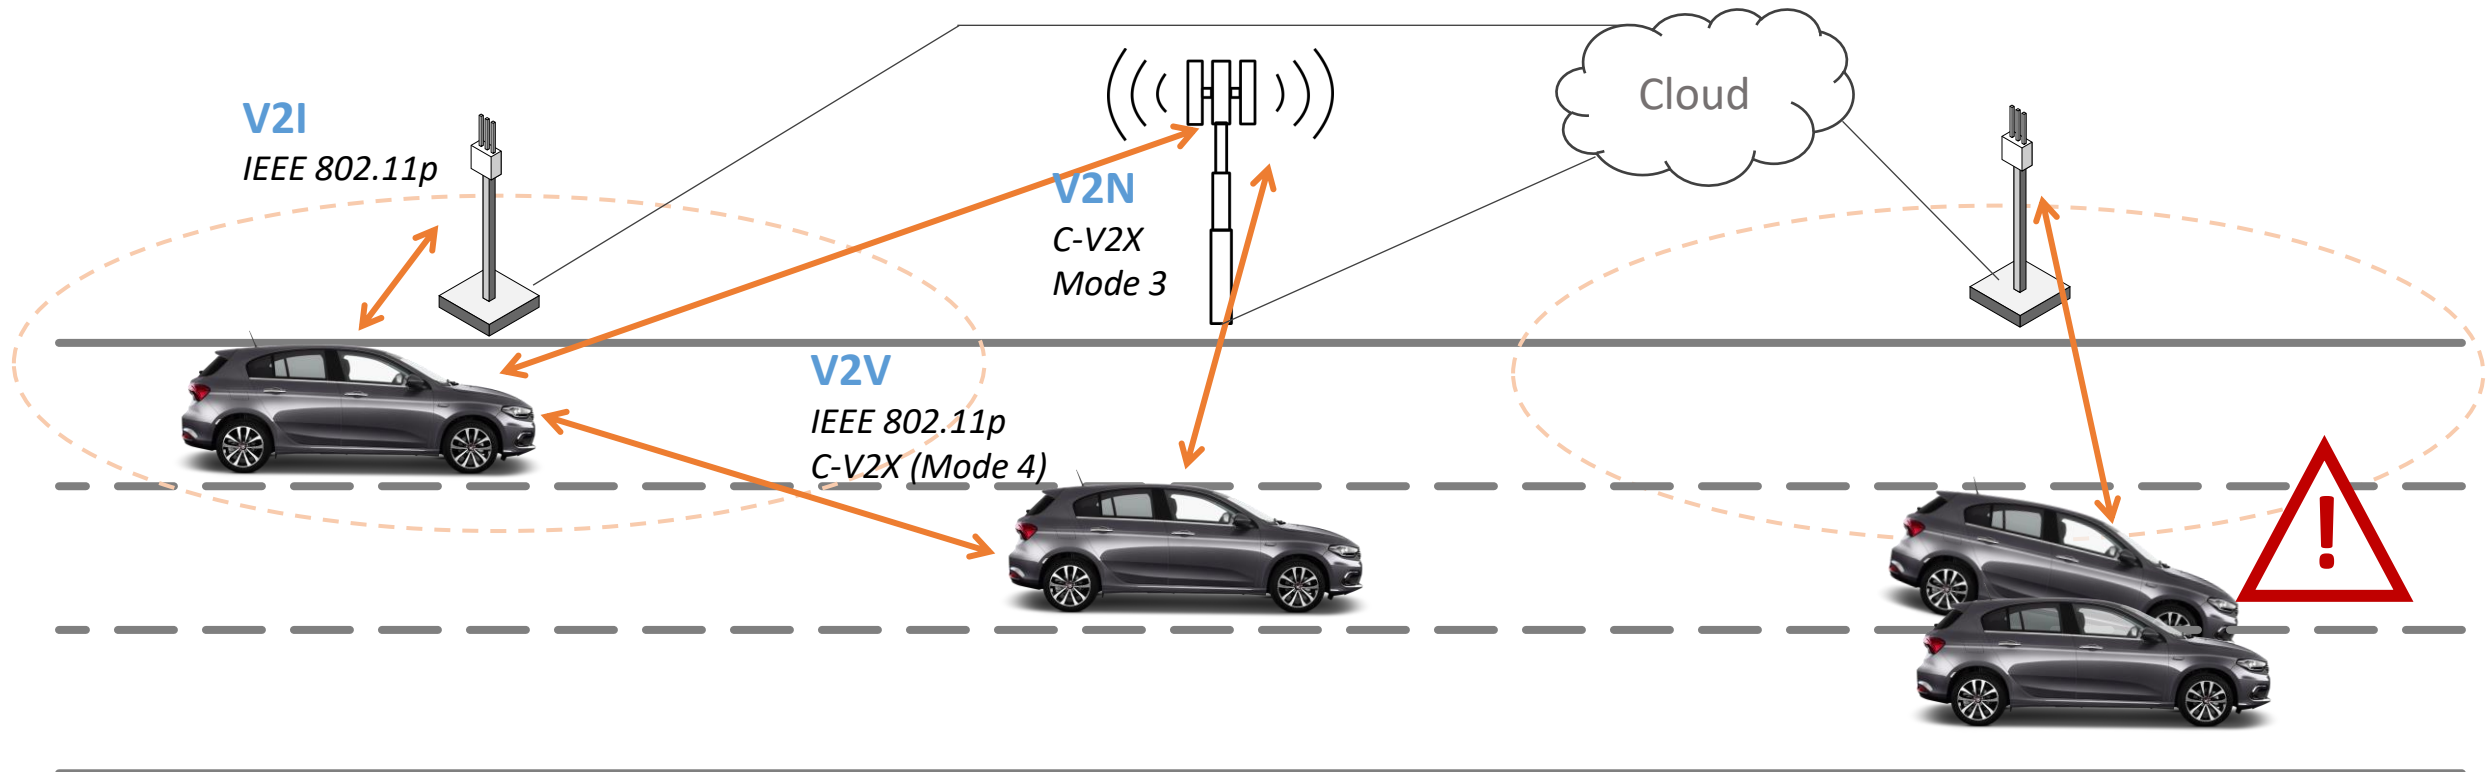 V2I
IEEE 802.11p
V2N
C-V2X
Mode 3
Cloud
V2V
IEEE 802.11p
C-V2X (Mode 4)
!